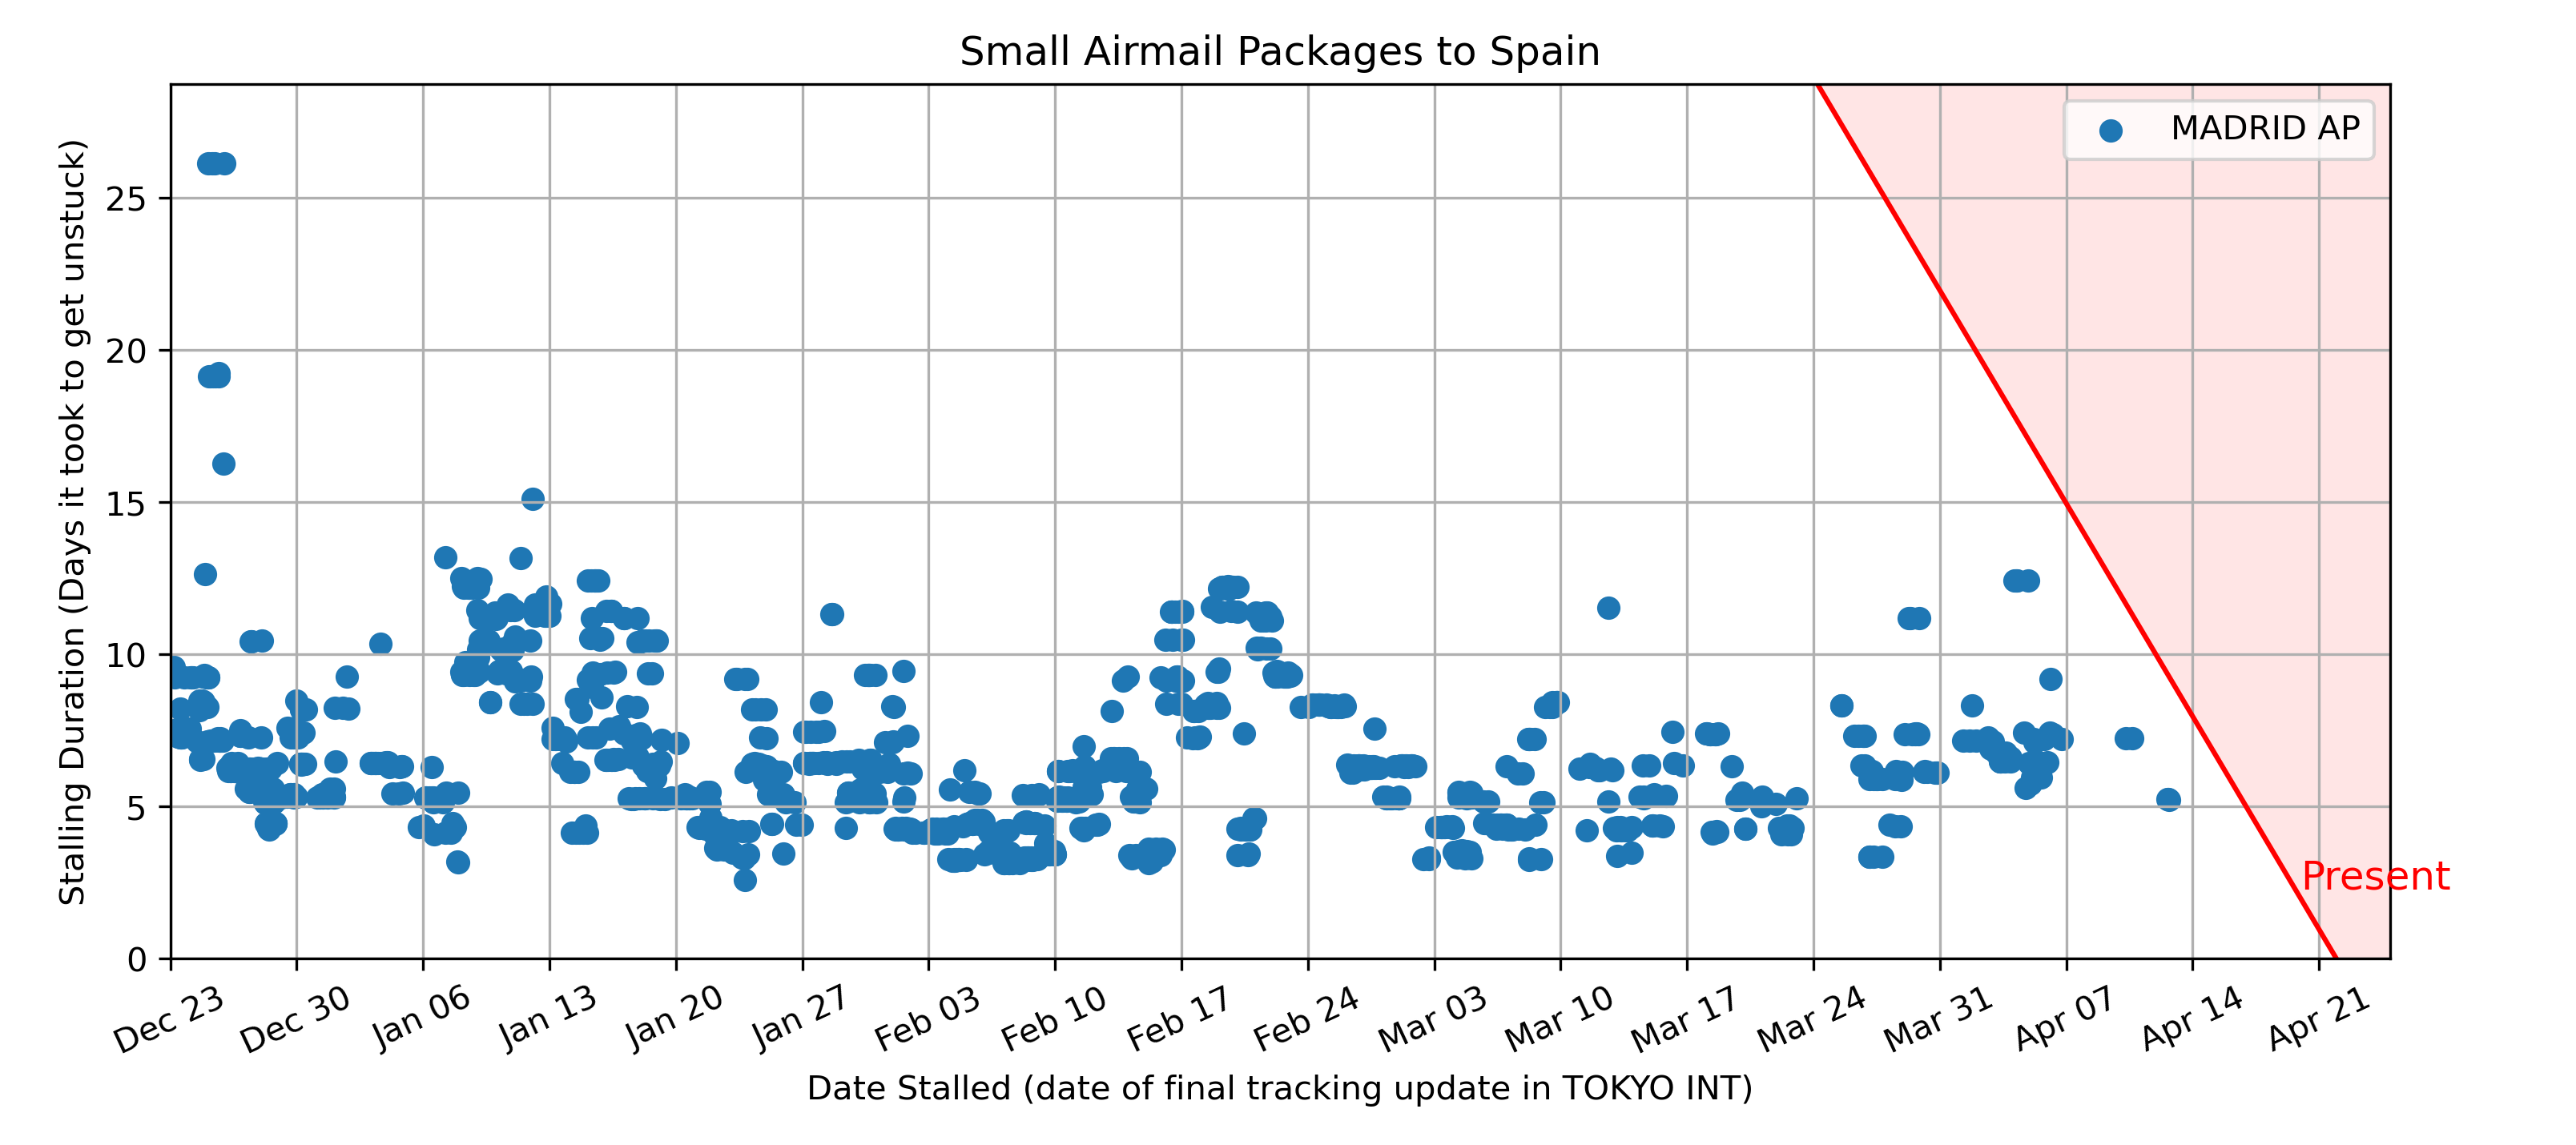 Small Airmail Packages to Spain
MADRID AP
Stalling Duration (Days it took to get unstuck)
25
20
15
10
5
0
Present
Dec 23
Dec 30
Jan 06
Jan 13
Jan 20
Jan 27
Feb 03
Feb 10
Feb 17
Feb 24
Mar 03
Mar 10
Mar 17
Mar 24
Mar 31
Apr 07
Apr 14
Apr 21
Date Stalled (date of final tracking update in TOKYO INT)